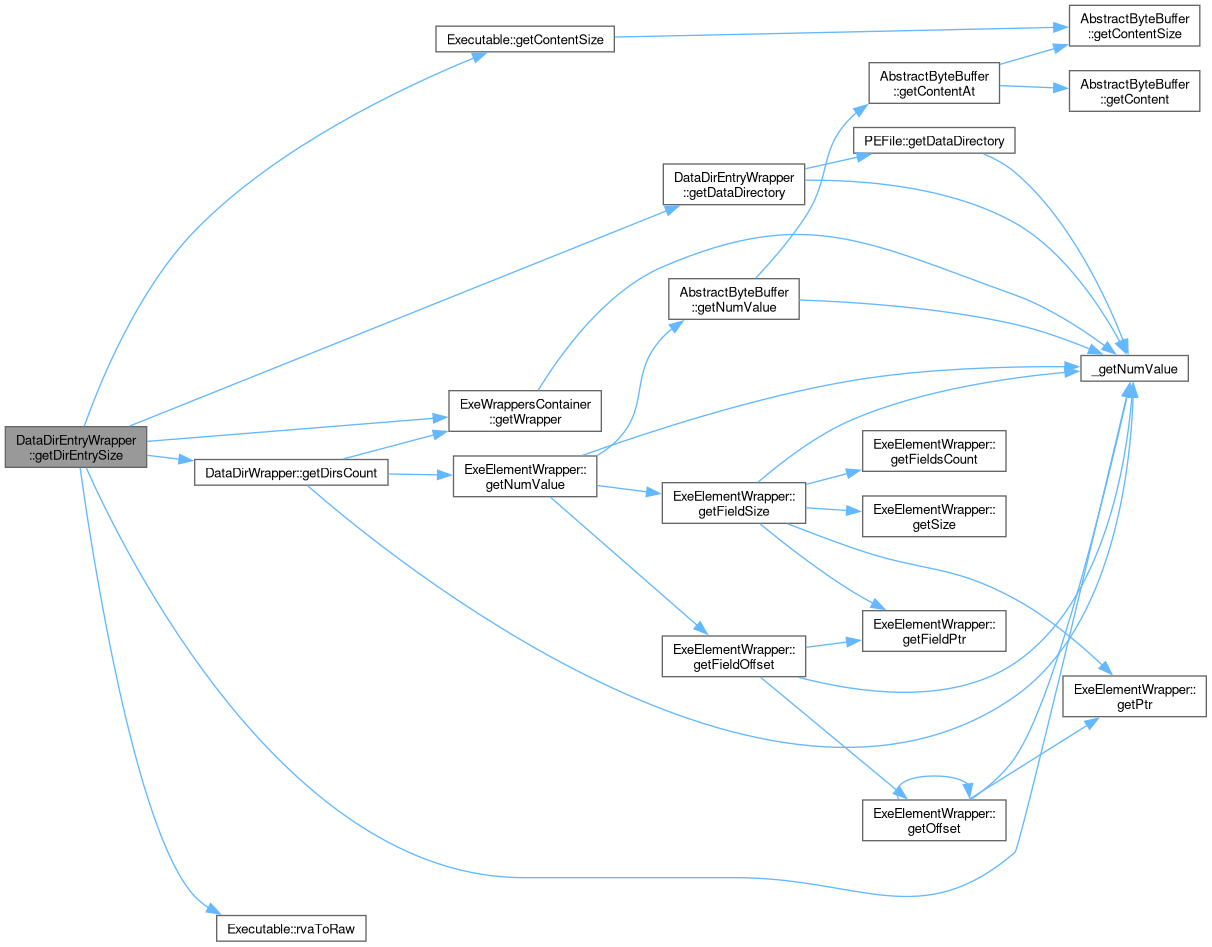 Executable::getContentSize
AbstractByteBuffer
::getContentSize
AbstractByteBuffer
::getContentAt
AbstractByteBuffer
::getContent
PEFile::getDataDirectory
DataDirEntryWrapper
::getDataDirectory
AbstractByteBuffer
::getNumValue
_getNumValue
ExeWrappersContainer
::getWrapper
DataDirEntryWrapper
::getDirEntrySize
DataDirWrapper::getDirsCount
ExeElementWrapper::
getNumValue
ExeElementWrapper::
getFieldsCount
ExeElementWrapper::
getFieldSize
ExeElementWrapper::
getSize
ExeElementWrapper::
getFieldPtr
ExeElementWrapper::
getFieldOffset
ExeElementWrapper::
getPtr
ExeElementWrapper::
getOffset
Executable::rvaToRaw